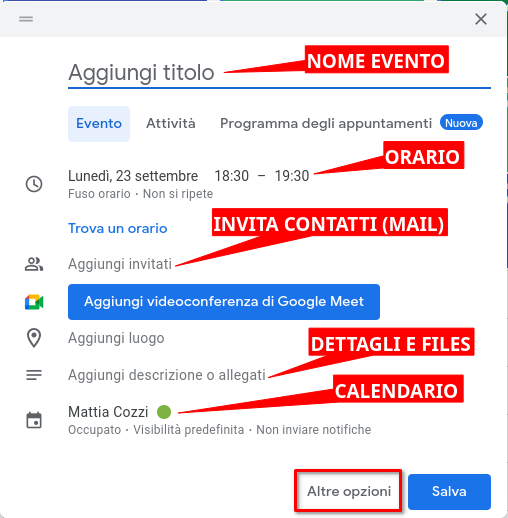 Aggiungi titolo
NOME EVENTO
Evento Attività Programma degli appuntamenti Nuova
ORARIO
Lunedì, 23 settembre 18:30 – 19:30
Fuso orario • Non si ripete
Trova un orario
INVITA CONTATTI (MAIL)
Aggiungi invitati
Aggiungi videoconferenza di Google Meet
Aggiungi luogo
DETTAGLI E FILES
Aggiungi descrizione o allegati
CALENDARIO
Mattia Cozzi
Occupato • Visibilità predefinita • Non inviare notifiche
Altre opzioni Salva